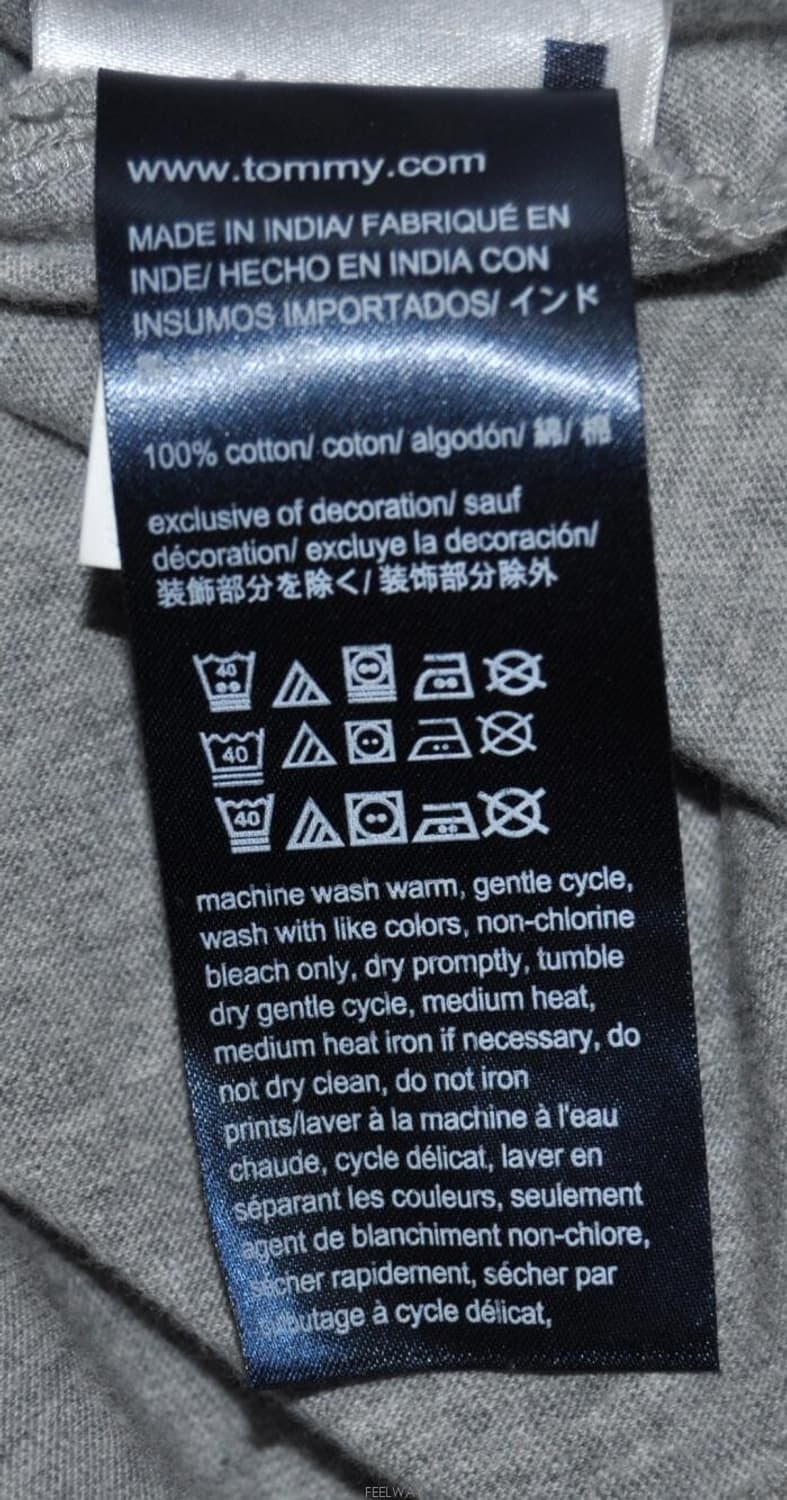 www.tommy.com
MADE IN INDIA/ FABRIQUÉ EN
INDE/ HECHO EN INDIA CON
INSUMOS IMPORTADOS/ インド
100% cotton/ coton/ algodón/ 綿/ 棉
exclusive of decoration/ sauf
décoration/ excluye la decoración/
装飾部分を除く/ 装饰部分除外
40
40
40
machine wash warm, gentle cycle,
wash with like colors, non-chlorine
bleach only, dry promptly, tumble
dry gentle cycle, medium heat,
medium heat iron if necessary, do
not dry clean, do not iron
prints/laver à la machine à l'eau
chaude, cycle délicat, laver en
séparant les couleurs, seulement
agent de blanchiment non-chlore,
sécher rapidement, sécher par
à cycle délicat,
FEELWAY